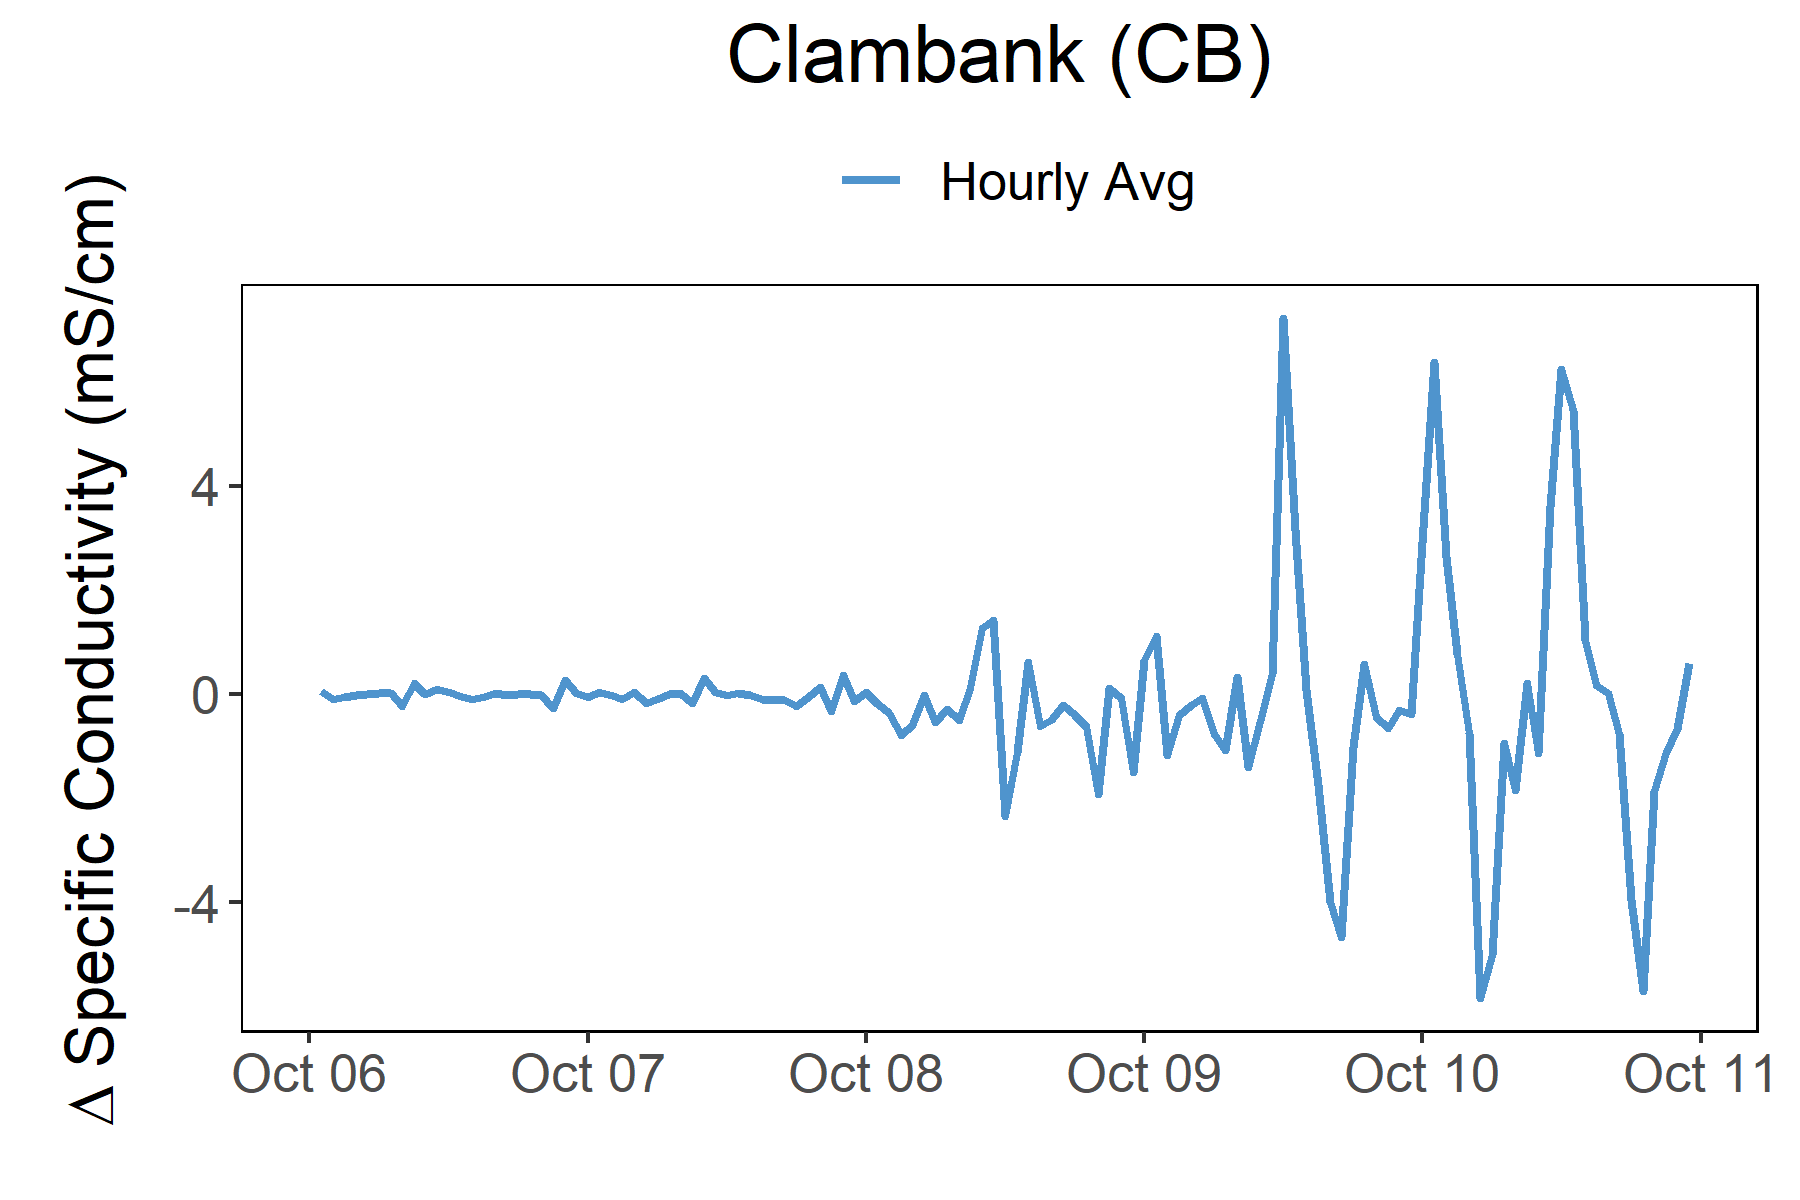 Clambank (CB)
Hourly Avg
Δ Specific Conductivity (mS/cm)
4
0
-4
Oct 06
Oct 07
Oct 08
Oct 09
Oct 10
Oct 11